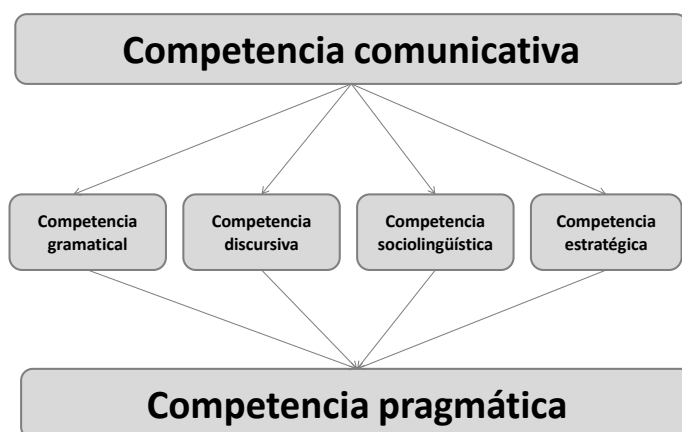 Competencia comunicativa
Competencia
gramatical
Competencia
discursiva
Competencia
sociolingüística
Competencia
estratégica
Competencia pragmática